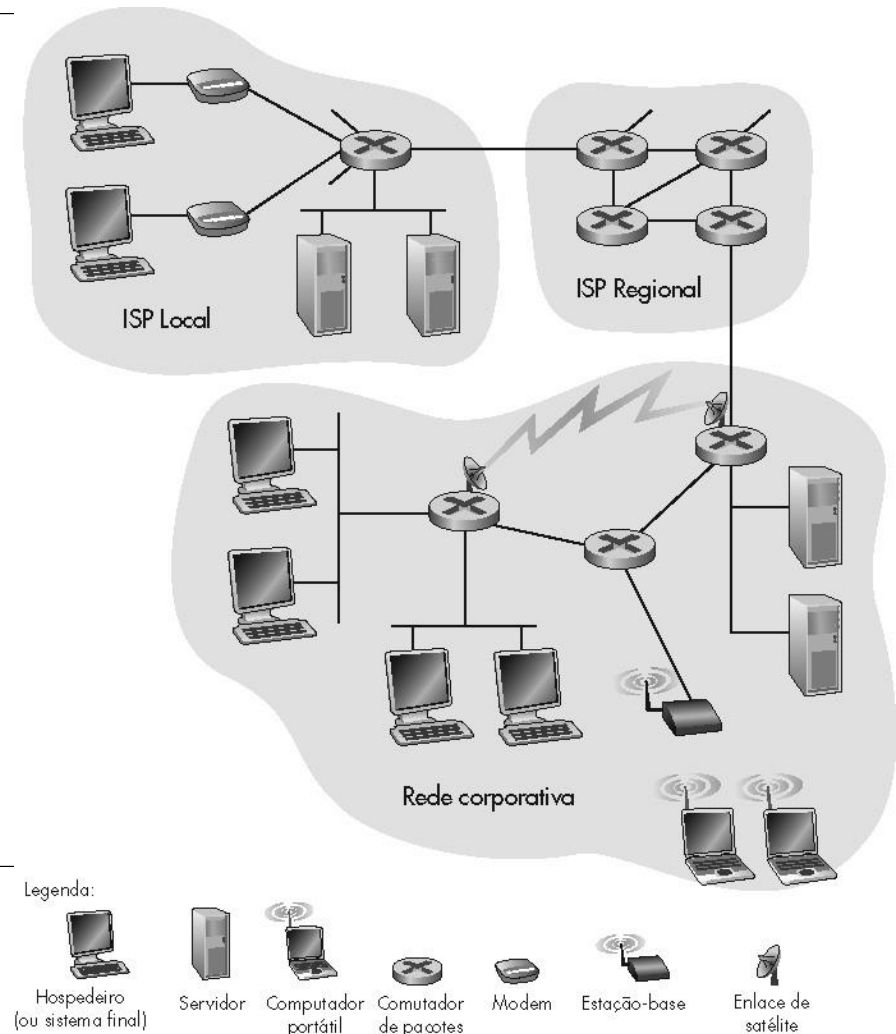 ISP Local
ISP Regional
Rede corporativa
Legenda:
Hospedeiro
(ou sistema final)
Servidor
Computador
portátil
Comutador
de pacotes
Modem
Estação-base
Enlace de
satélite